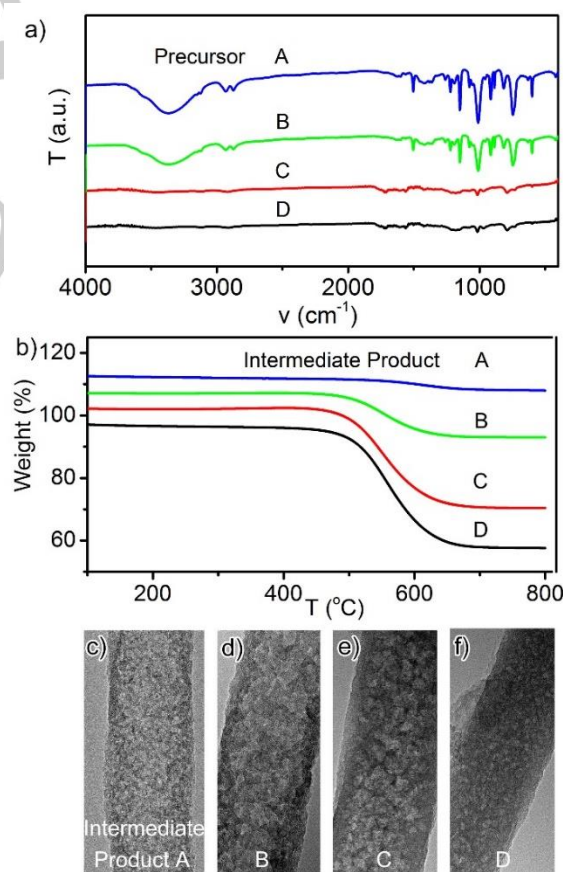 a)
Precursor A
B
C
D
T (a.u.)
4000 3000 2000 1000
ν (cm⁻¹)
b)
Intermediate Product A
B
C
D
120
100
80
60
Weight (%)
200 400 600 800
T (°C)
c) d) e) f)
Intermediate
Product A B C D